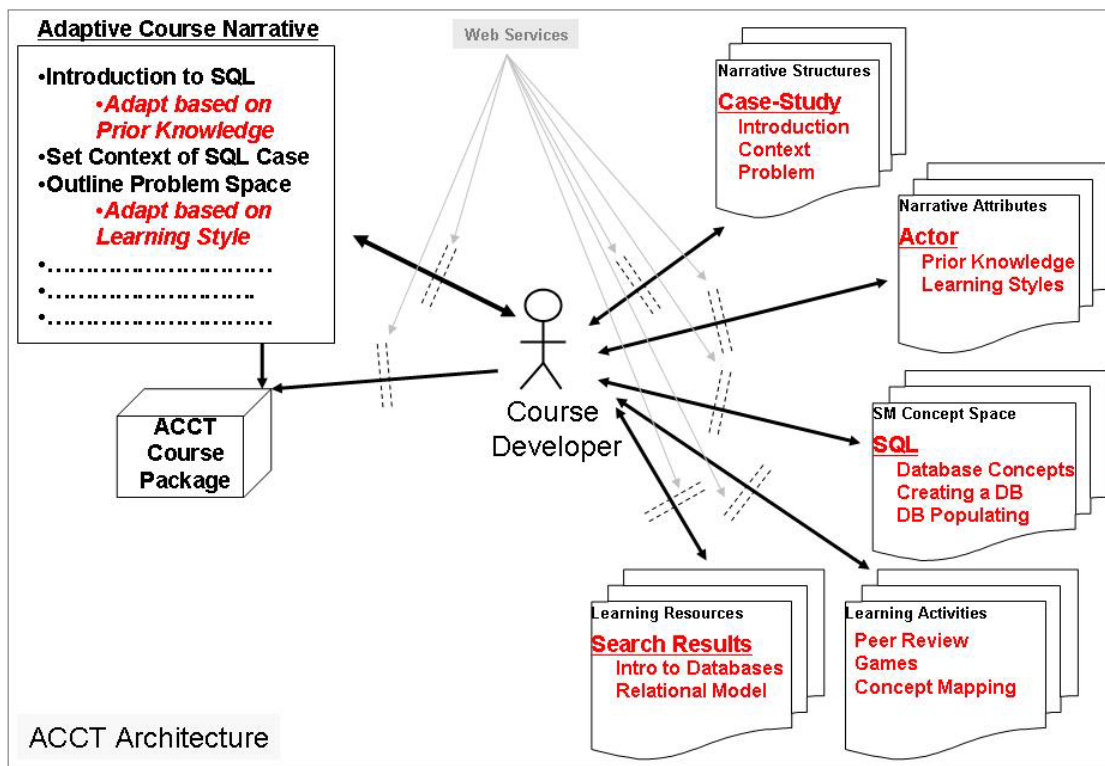 Adaptive Course Narrative
•Introduction to SQL
•Adapt based on
Prior Knowledge
•Set Context of SQL Case
•Outline Problem Space
•Adapt based on
Learning Style
•…………………………
•……………………….
•…………………………
ACCT
Course
Package
Web Services
Course
Developer
Narrative Structures
Case-Study
Introduction
Context
Problem
Narrative Attributes
Actor
Prior Knowledge
Learning Styles
SM Concept Space
SQL
Database Concepts
Creating a DB
DB Populating
Learning Resources
Search Results
Intro to Databases
Relational Model
Learning Activities
Peer Review
Games
Concept Mapping
ACCT Architecture